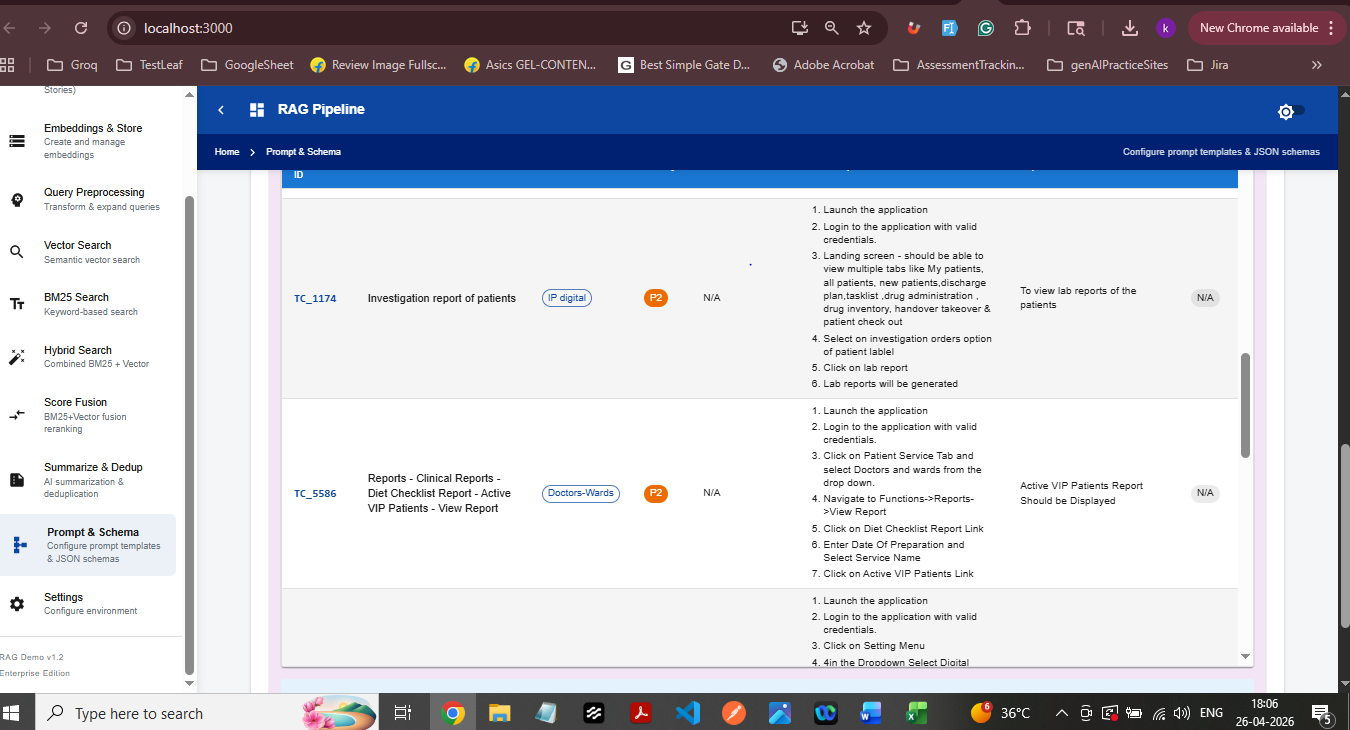 localhost:3000
New Chrome available
Groq
TestLeaf
GoogleSheet
Review Image Fullsc...
Asics GEL-CONTEN...
Best Simple Gate D...
Adobe Acrobat
AssessmentTrackin...
genAIPracticeSites
Jira
»
Stories)
Embeddings & Store
Create and manage
embeddings
Query Preprocessing
Transform & expand queries
Vector Search
Semantic vector search
BM25 Search
Keyword-based search
Hybrid Search
Combined BM25 + Vector
Score Fusion
BM25+Vector fusion
reranking
Summarize & Dedup
AI summarization &
deduplication
Prompt & Schema
Configure prompt templates
& JSON schemas
Settings
Configure environment
RAG Demo v1.2
Enterprise Edition
RAG Pipeline
Home > Prompt & Schema
Configure prompt templates & JSON schemas
ID
TC_1174
Investigation report of patients
IP digital
P2
N/A
1. Launch the application
2. Login to the application with valid
credentials.
3. Landing screen - should be able to
view multiple tabs like My patients,
all patients, new patients,discharge
plan,tasklist ,drug administration ,
drug inventory, handover takeover &
patient check out
4. Select on investigation orders option
of patient lablel
5. Click on lab report
6. Lab reports will be generated
To view lab reports of the
patients
N/A
TC_5586
Reports - Clinical Reports -
Diet Checklist Report - Active
VIP Patients - View Report
Doctors-Wards
P2
N/A
1. Launch the application
2. Login to the application with valid
credentials.
3. Click on Patient Service Tab and
select Doctors and wards from the
drop down.
4. Navigate to Functions->Reports-
>View Report
5. Click on Diet Checklist Report Link
6. Enter Date Of Preparation and
Select Service Name
7. Click on Active VIP Patients Link
Active VIP Patients Report
Should be Displayed
N/A
1. Launch the application
2. Login to the application with valid
credentials.
3. Click on Setting Menu
4. 4in the Dropdown Select Digital
Type here to search
36°C
ENG
18:06
26-04-2026